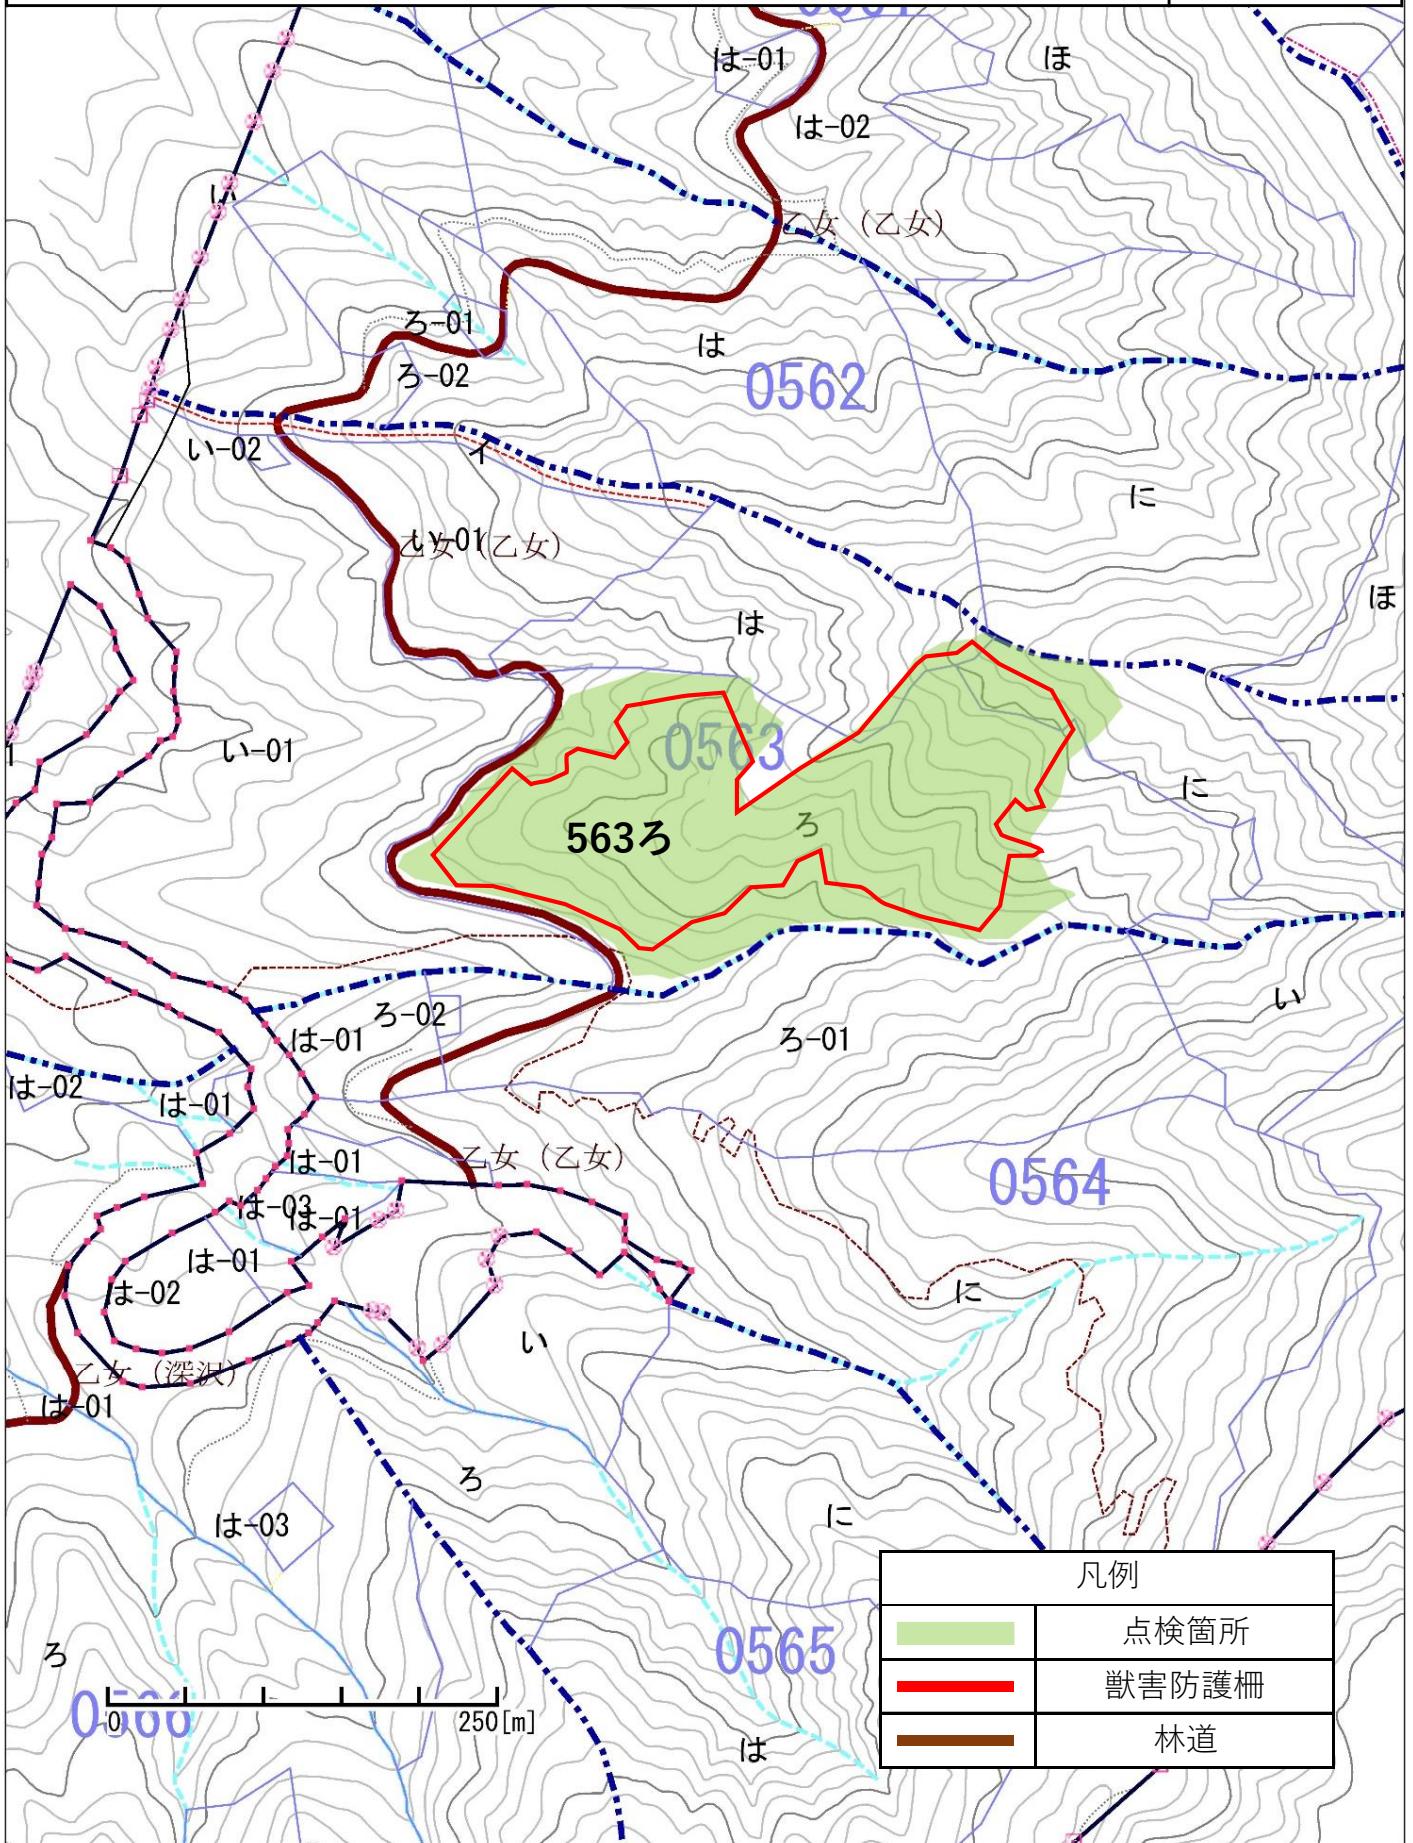 は-01
ほ
は-02
い
乙女（乙女）
ろ-01
は
ろ-02
0562
い-02
イ
に
い-01
乙女（乙女）
ほ
は
い-01
0563
に
563ろ
ろ
い
ろ-02
は-01
ろ-01
は-02
は-01
は-01
乙女（乙女）
0564
は-03
は-01
は-01
は-02
に
い
乙女（深沢）
は-01
ろ
は-03
に
凡例
点検箇所
獣害防護柵
林道
ろ
0565
0566
0
250[m]
は